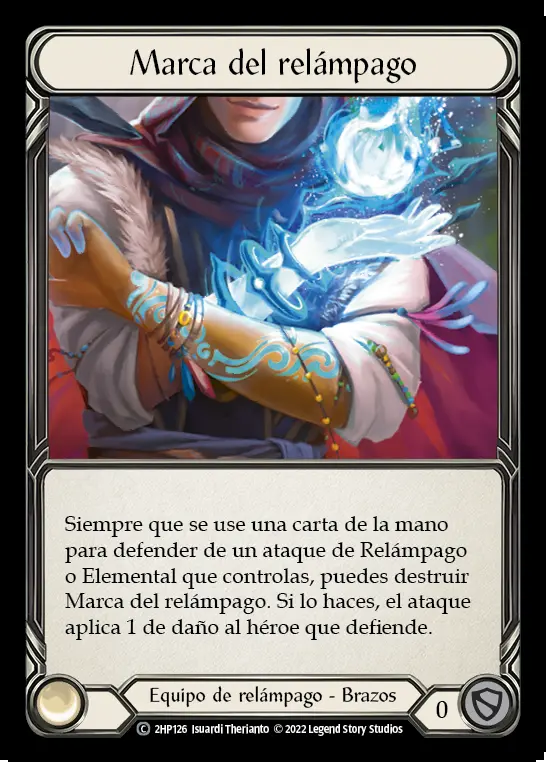 Marca del relámpago
Siempre que se use una carta de la mano
para defender de un ataque de Relámpago
o Elemental que controlas, puedes destruir
Marca del relámpago. Si lo haces, el ataque
aplica 1 de daño al héroe que defiende.
Equipo de relámpago - Brazos
0
C 2HP126 Isuardi Therianto © 2022 Legend Story Studios